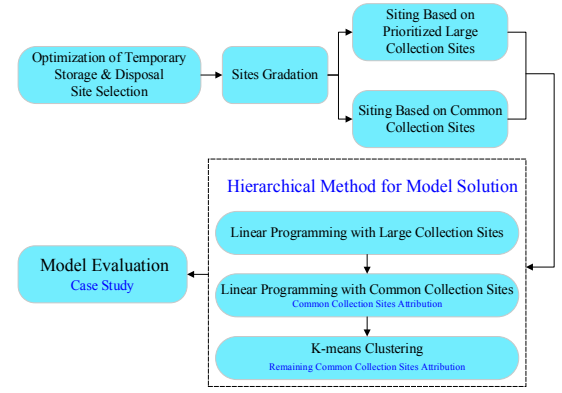 Optimization of Temporary
Storage & Disposal
Site Selection
Sites Gradation
Siting Based on
Prioritized Large
Collection Sites
Siting Based on Common
Collection Sites
Hierarchical Method for Model Solution
Linear Programming with Large Collection Sites
Linear Programming with Common Collection Sites
Common Collection Sites Attribution
K-means Clustering
Remaining Common Collection Sites Attribution
Model Evaluation
Case Study